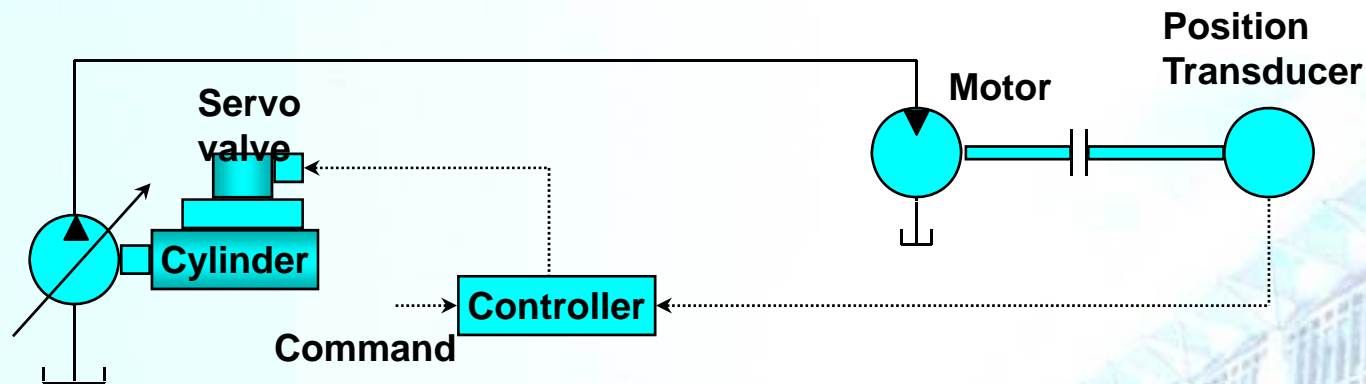 Position
Transducer
Motor
Servo
valve
Cylinder
Controller
Command